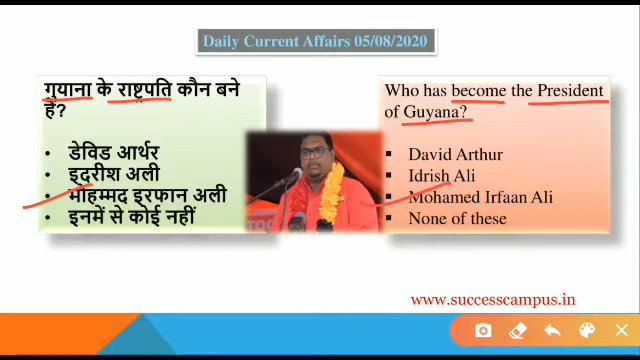 Daily Current Affairs 05/08/2020
गुयाना के राष्ट्रपति कौन बने
हैं?
• डेविड आर्थर
• इदरीश अली
• मोहम्मद इरफान अली
• इनमें से कोई नहीं
Who has become the President
of Guyana?
▪ David Arthur
▪ Idrish Ali
▪ Mohamed Irfaan Ali
▪ None of these
www.successcampus.in